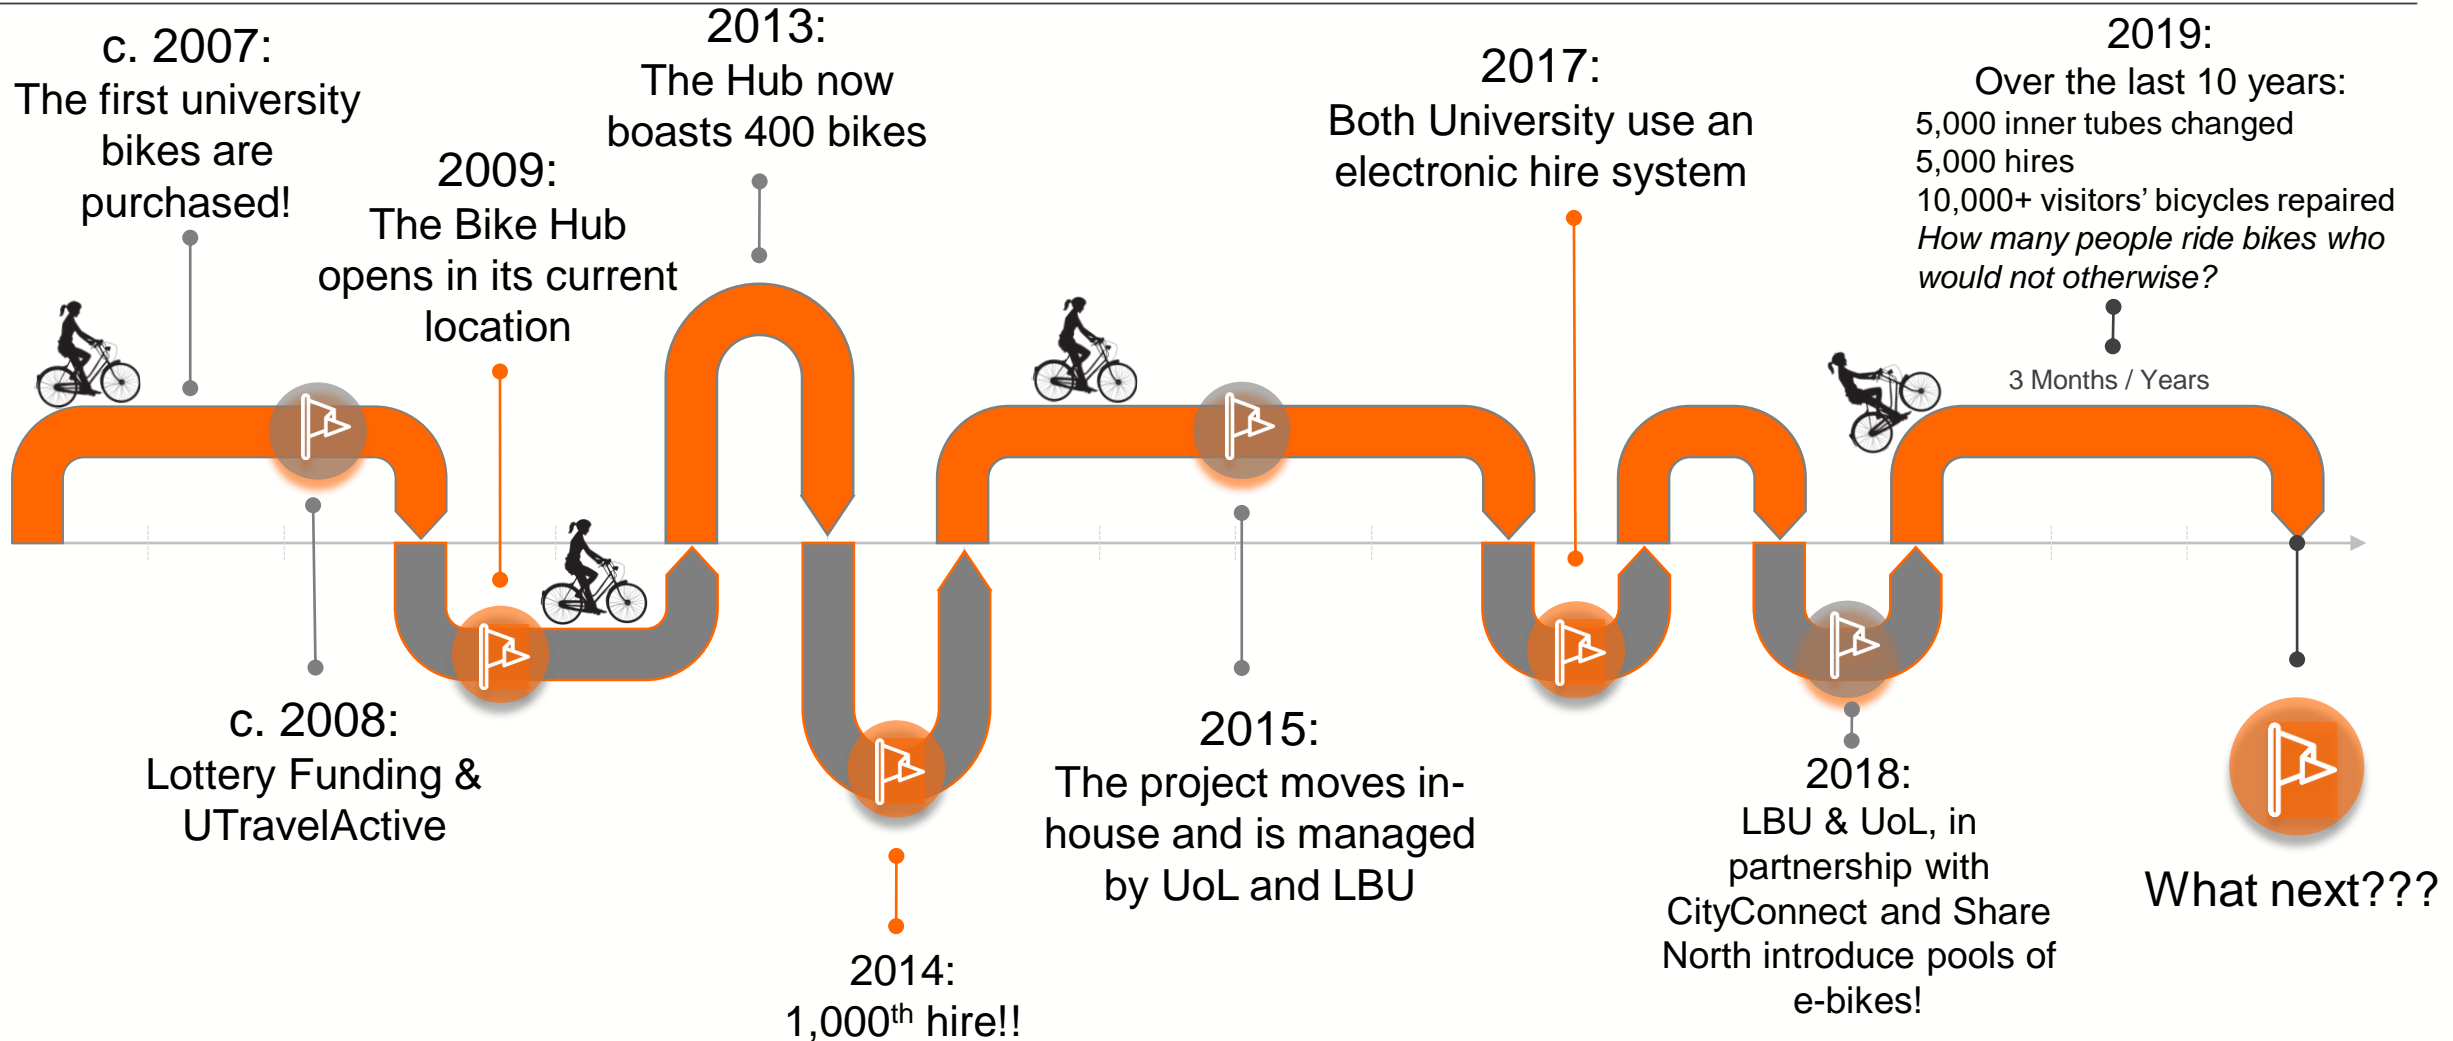 c. 2007:
The first university
bikes are
purchased!
c. 2008:
Lottery Funding &
UTravelActive
2009:
The Bike Hub
opens in its current
location
2013:
The Hub now
boasts 400 bikes
2014:
1,000th hire!!
2015:
The project moves in-
house and is managed
by UoL and LBU
2017:
Both University use an
electronic hire system
2018:
LBU & UoL, in
partnership with
CityConnect and Share
North introduce pools of
e-bikes!
2019:
Over the last 10 years:
5,000 inner tubes changed
5,000 hires
10,000+ visitors’ bicycles repaired
How many people ride bikes who
would not otherwise?
3 Months / Years
What next???